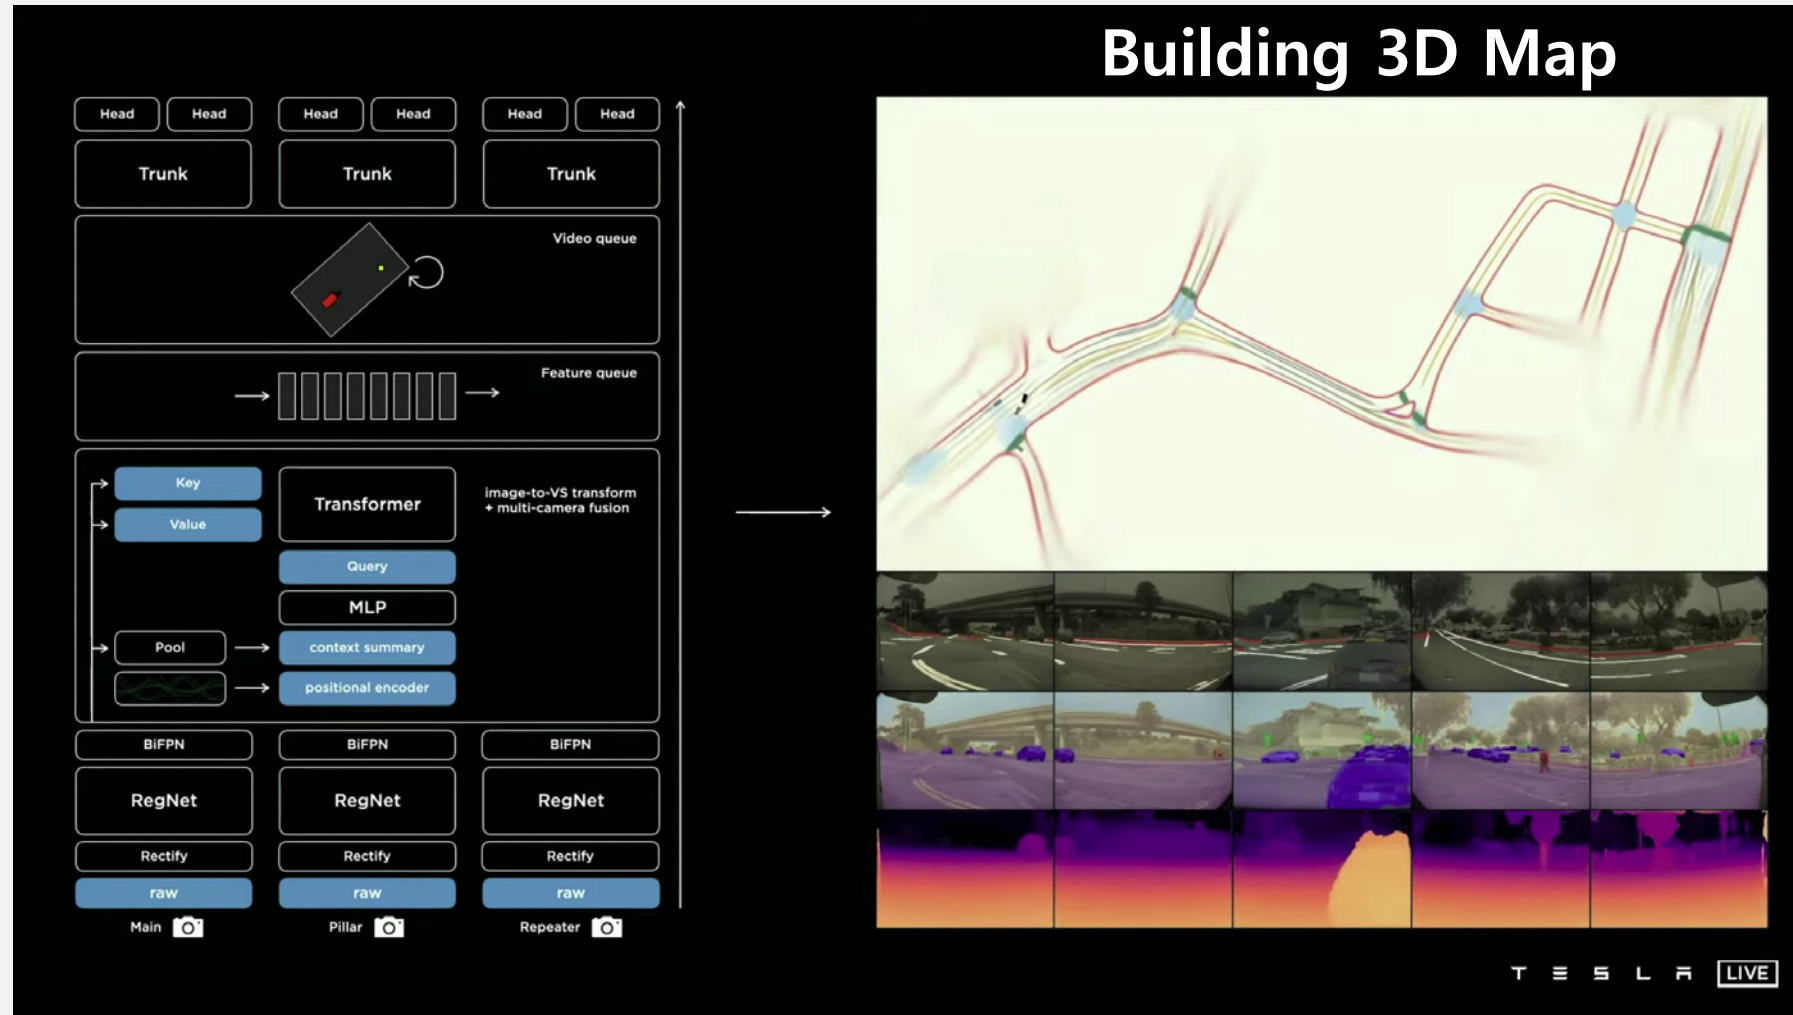 Building 3D Map
Head Head Head Head Head Head
Trunk Trunk Trunk
Video queue
Feature queue
Key
Value
Transformer
image-to-VS transform
+ multi-camera fusion
Query
MLP
Pool
context summary
positional encoder
BiFPN BiFPN BiFPN
RegNet RegNet RegNet
Rectify Rectify Rectify
raw raw raw
Main Pillar Repeater
TESLA LIVE